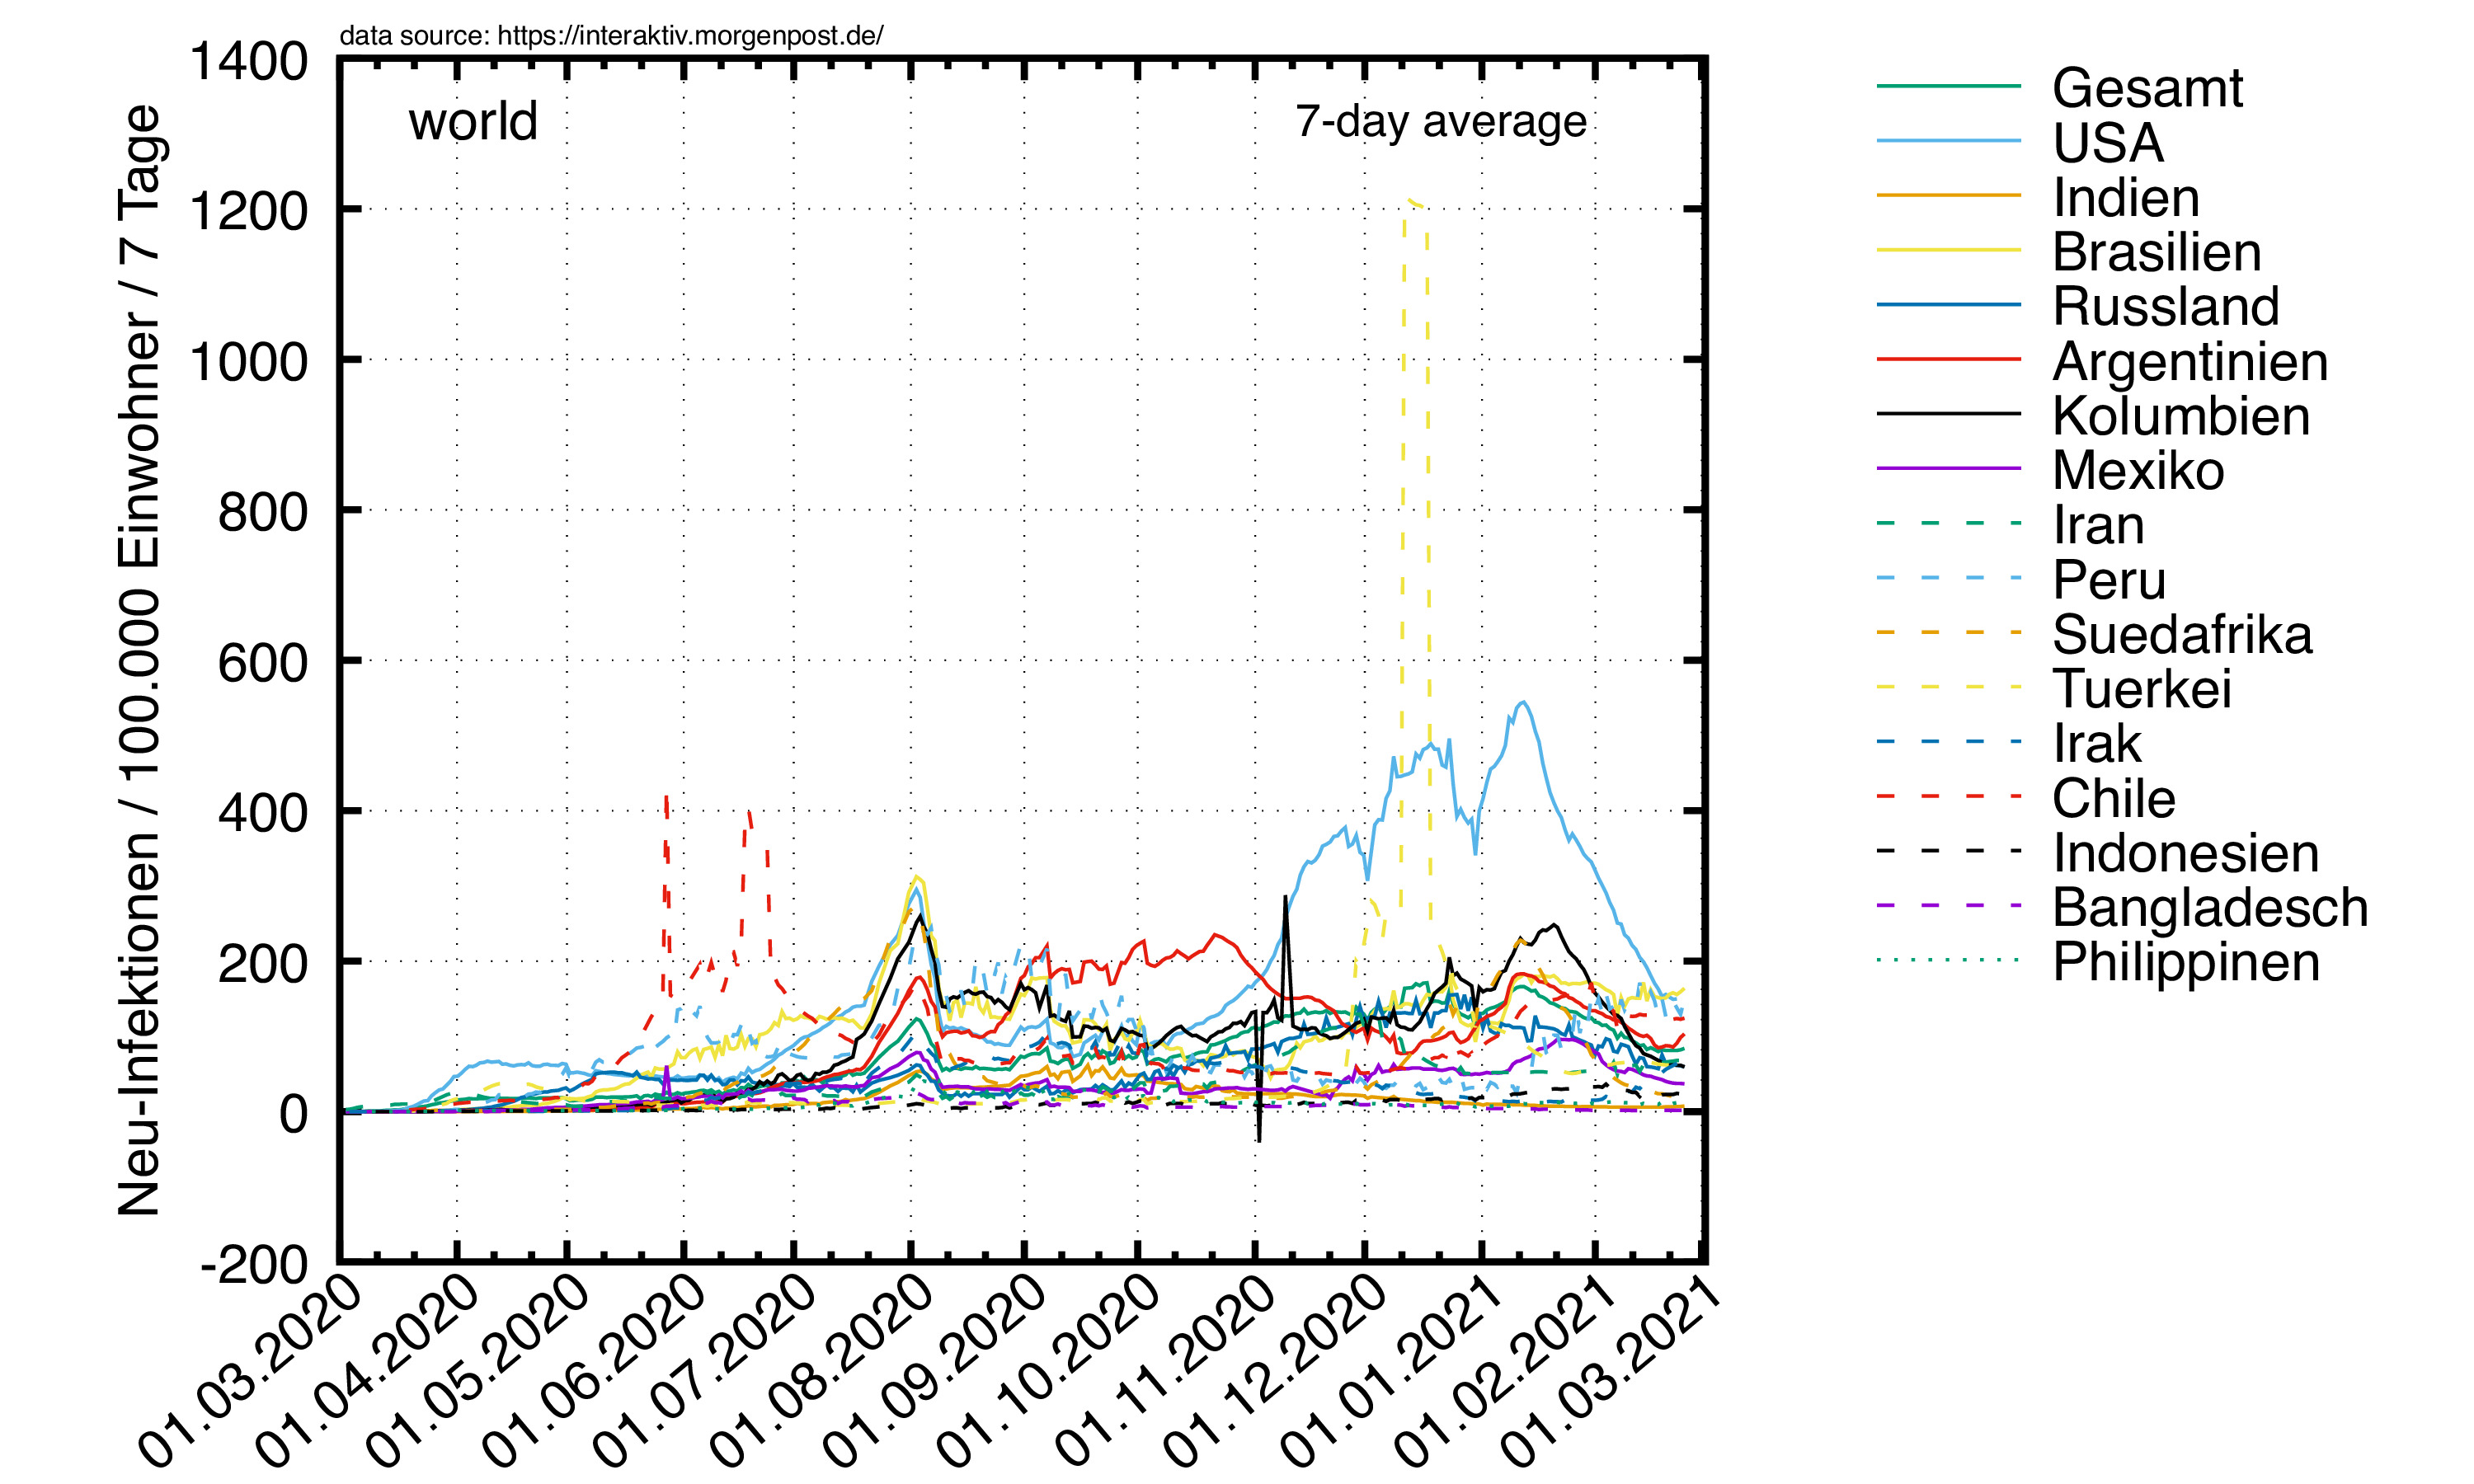 data source: https://interaktiv.morgenpost.de/
world
7-day average
Neu-Infektionen / 100.000 Einwohner / 7 Tage
1400
1200
1000
800
600
400
200
0
-200
01.03.2020
01.04.2020
01.05.2020
01.06.2020
01.07.2020
01.08.2020
01.09.2020
01.10.2020
01.11.2020
01.12.2020
01.01.2021
01.02.2021
01.03.2021
Gesamt
USA
Indien
Brasilien
Russland
Argentinien
Kolumbien
Mexiko
Iran
Peru
Suedafrika
Tuerkei
Irak
Chile
Indonesien
Bangladesch
Philippinen